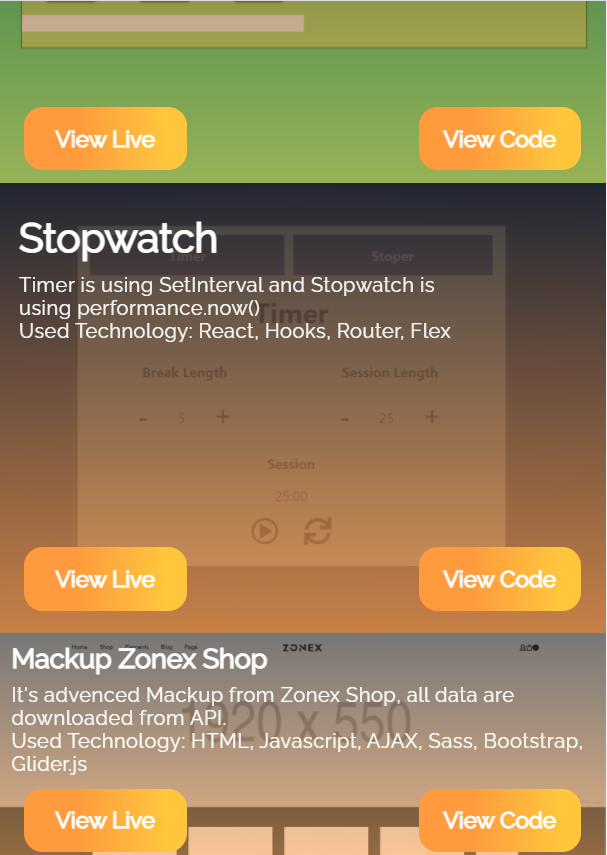 View Live
View Code
Stopwatch
Timer
Stoper
Timer is using SetInterval and Stopwatch is
using performance.now()
Timer
Used Technology: React, Hooks, Router, Flex
Break Length
Session Length
- 5 +
- 25 +
Session
25:00
View Live
View Code
Home Shop Elements Blog Page
ZONEX
Mackup Zonex Shop
It's advenced Mackup from Zonex Shop, all data are
downloaded from API.
1920 x 550
Used Technology: HTML, Javascript, AJAX, Sass, Bootstrap,
Glider.js
View Live
View Code